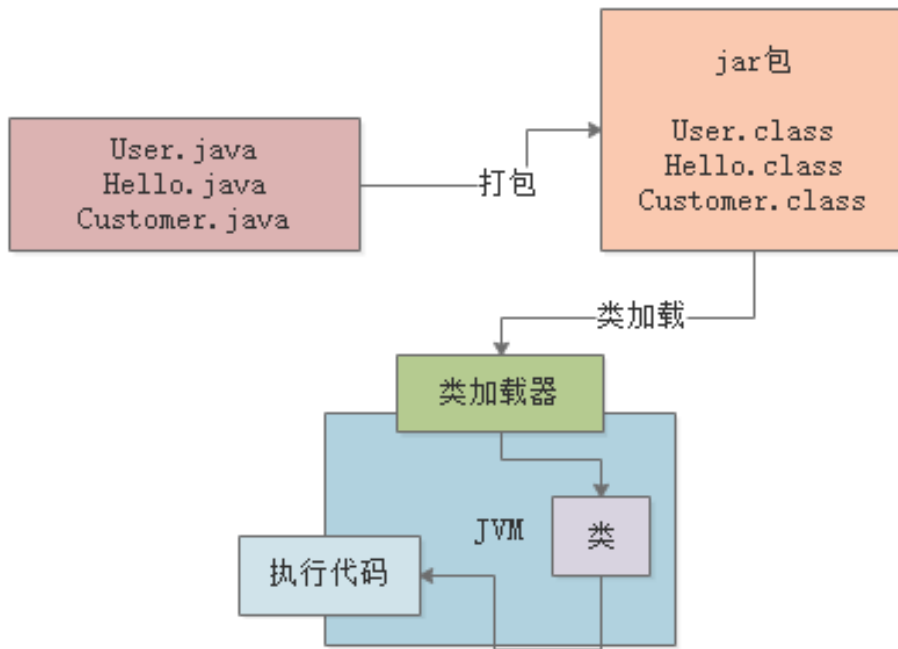 User.java
Hello.java
Customer.java
打包
jar包
User.class
Hello.class
Customer.class
类加载
类加载器
JVM
类
执行代码